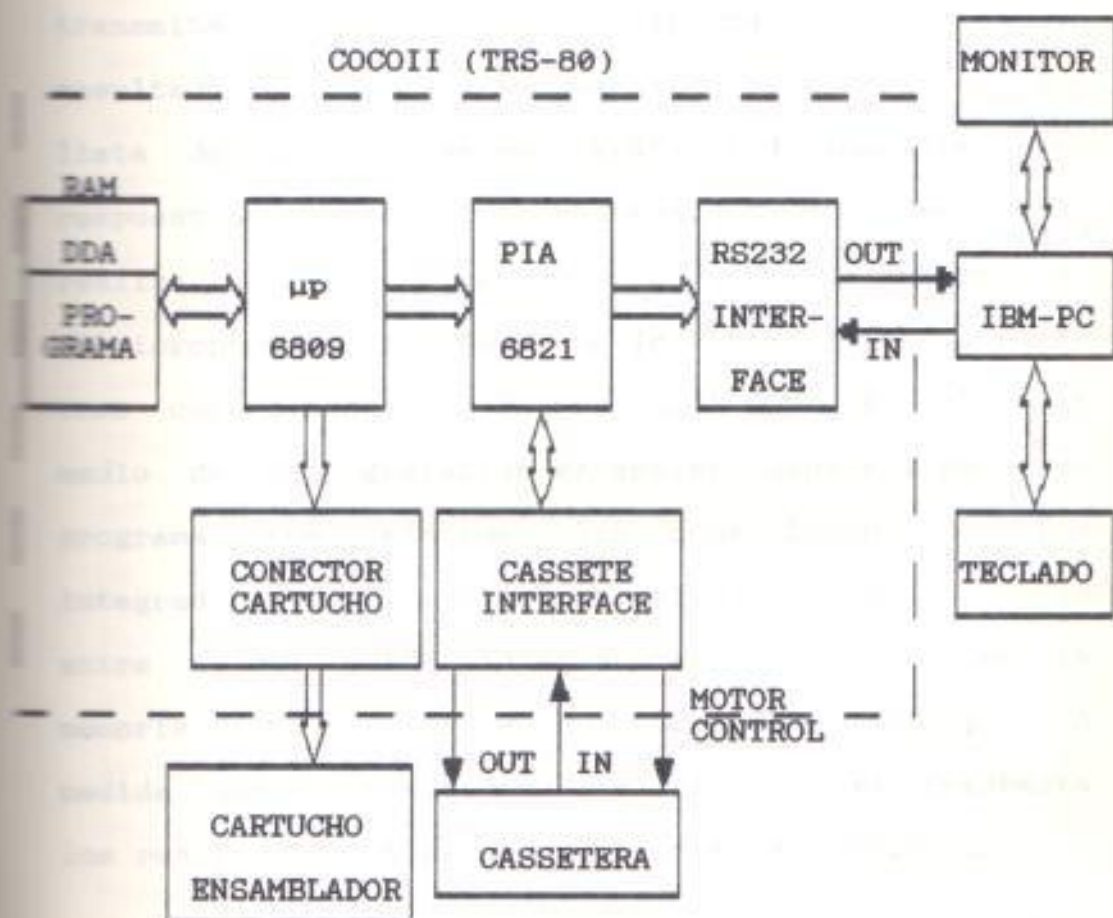 COCOII (TRS-80)
MONITOR
RAM
DDA
PRO-
GRAMA
µp
6809
PIA
6821
RS232
INTER-
FACE
OUT
IN
IBM-PC
CONECTOR
CARTUCHO
CASSETE
INTERFACE
TECLADO
MOTOR
CONTROL
OUT
IN
CARTUCHO
ENSAMBLADOR
CASSETERA